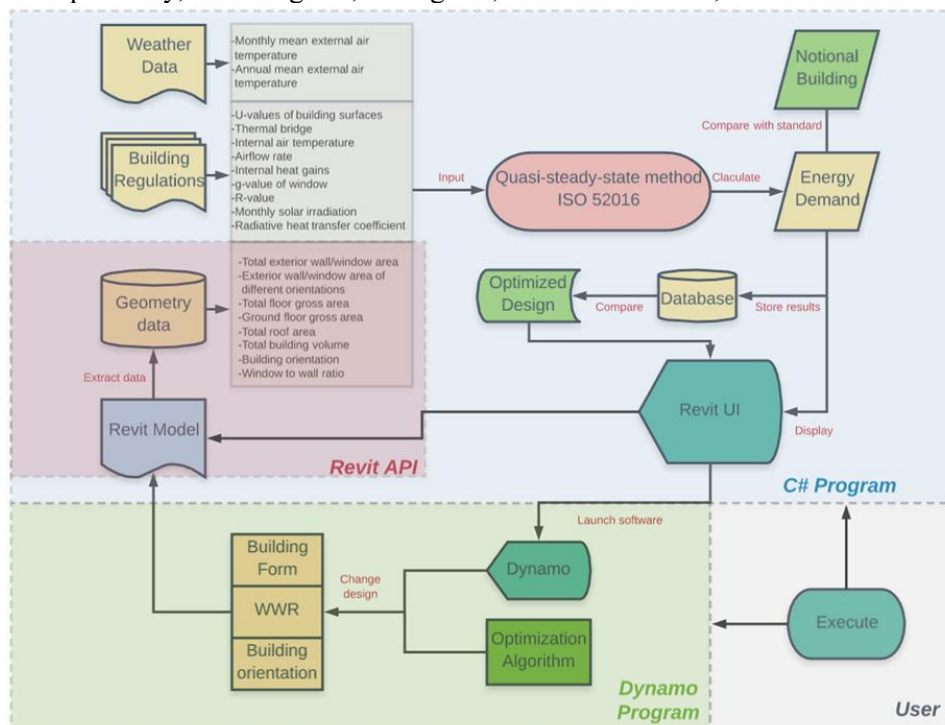 Weather
Data
-Monthly mean external air
temperature
-Annual mean external air
temperature
Notional
Building
Compare with standard
Building
Regulations
-U-values of building surfaces
-Thermal bridge
-Internal air temperature
-Airflow rate
-Internal heat gains
-g-value of window
-R-value
-Monthly solar irradiation
-Radiative heat transfer coefficient
Input
Quasi-steady-state method
ISO 52016
Claculate
Energy
Demand
Geometry
data
-Total exterior wall/window area
-Exterior wall/window area of
different orientations
-Total floor gross area
-Ground floor gross area
-Total roof area
-Total building volume
-Building orientation
-Window to wall ratio
Optimized
Design
Compare
Database
Store results
Extract data
Revit Model
Revit UI
Display
Revit API
C# Program
Launch software
Building
Form
WWR
Building
orientation
Change
design
Dynamo
Optimization
Algorithm
Execute
Dynamo
Program
User